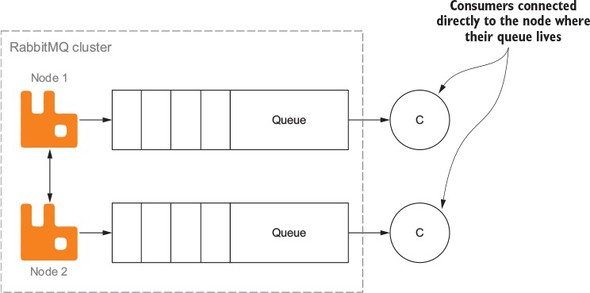 Consumers connected
directly to the node where
their queue lives
RabbitMQ cluster
Node 1
Queue
C
Queue
C
Node 2